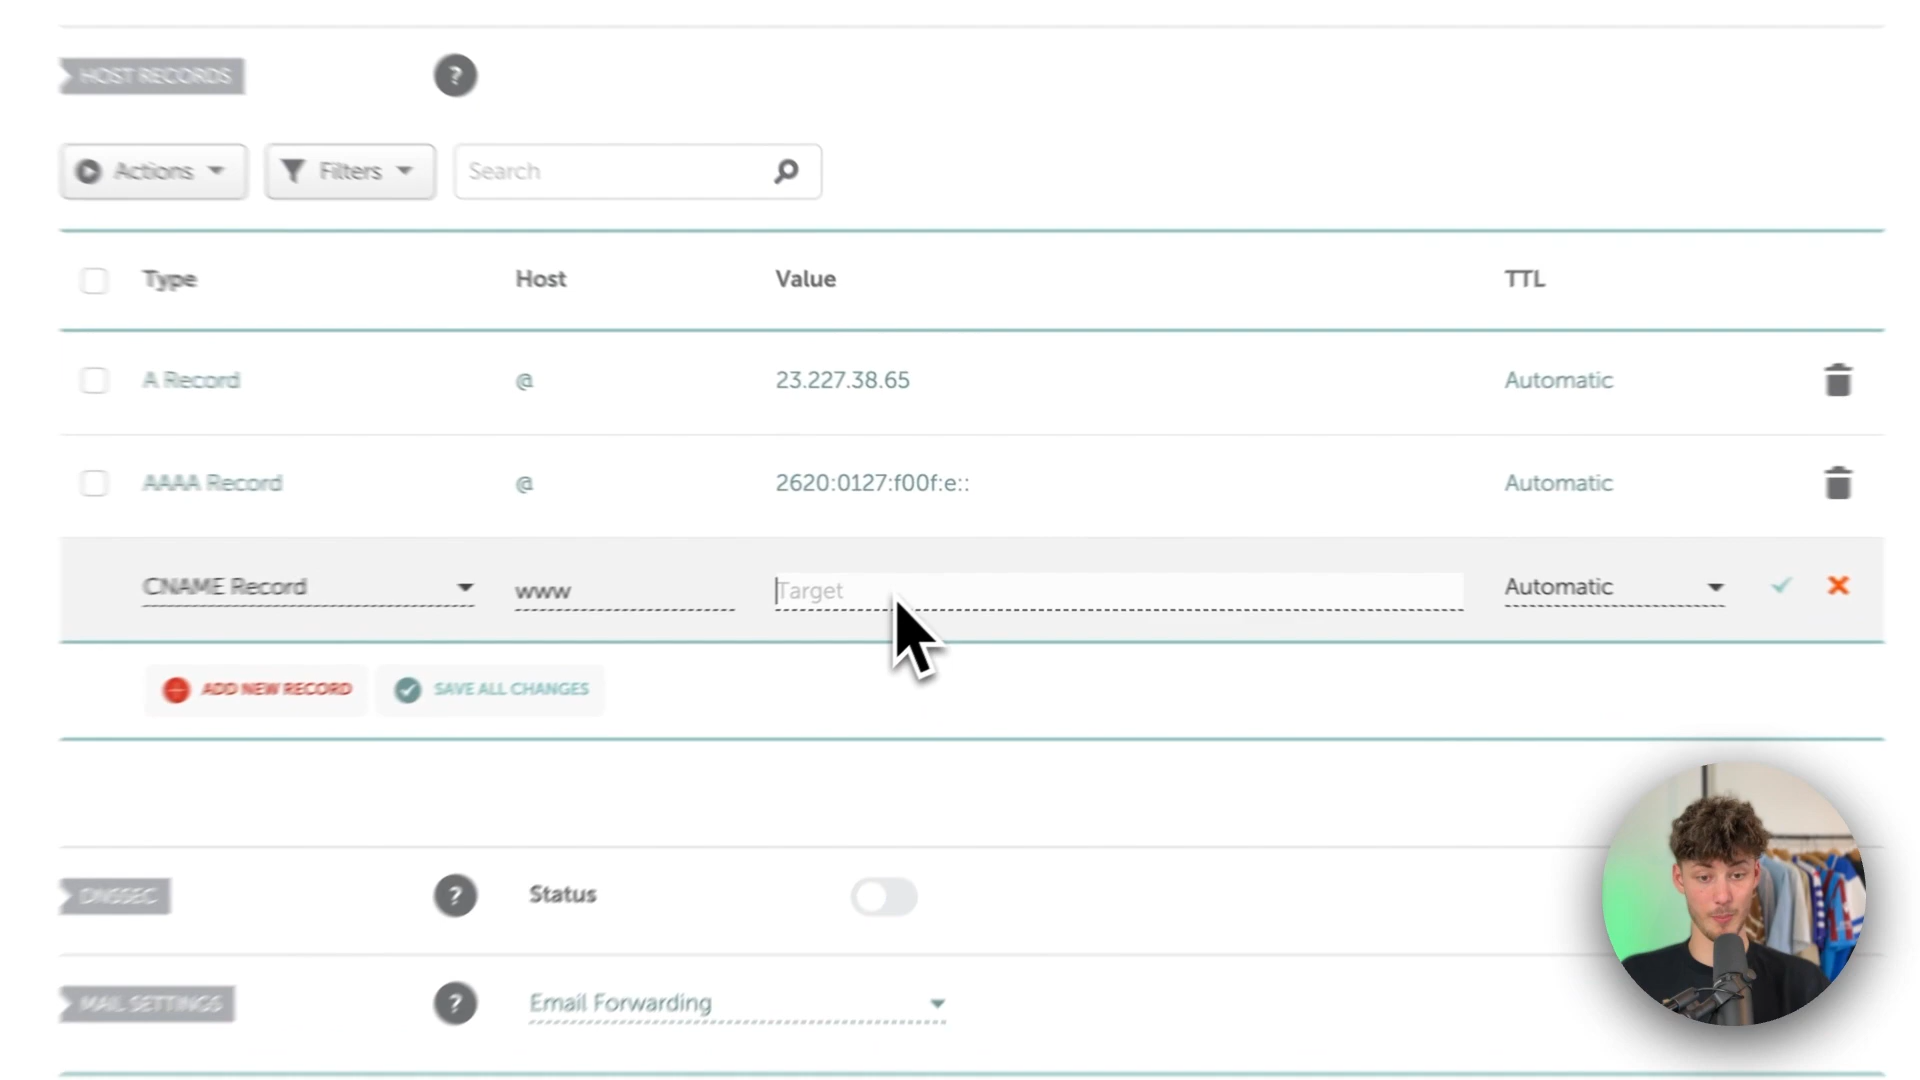 HOST RECORDS
?
Actions
Filters
Search
Type Host Value TTL
A Record @ 23.227.38.65 Automatic
AAAA Record @ 2620:0127:f00f:e:: Automatic
CNAME Record www Target Automatic
ADD NEW RECORD
SAVE ALL CHANGES
DNSSEC
?
Status
MAIL SETTINGS
?
Email Forwarding